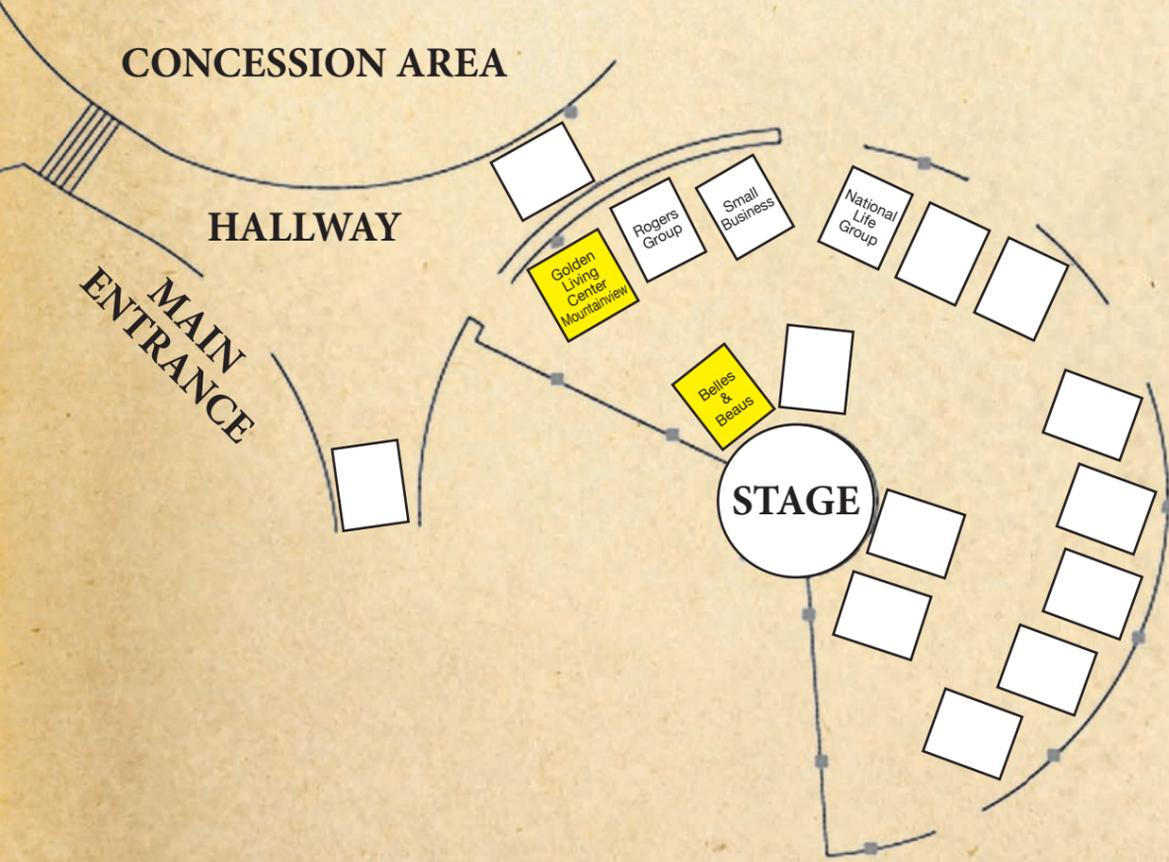 CONCESSION AREA
HALLWAY
MAIN
ENTRANCE
Golden
Living
Center
Mountainview
Rogers
Group
Small
Business
National
Life
Group
Belles
&
Beaus
STAGE